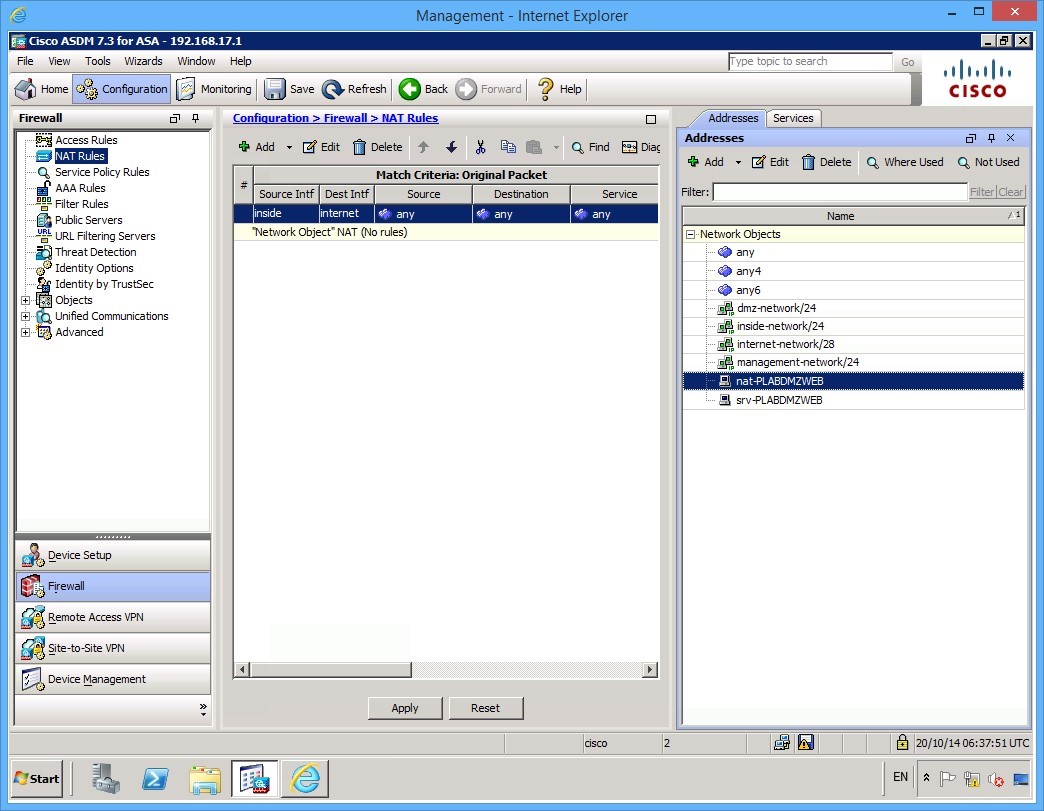 Management - Internet Explorer
Cisco ASDM 7.3 for ASA - 192.168.17.1
File View Tools Wizards Window Help
Type topic to search Go
Home Configuration Monitoring Save Refresh Back Forward Help
CISCO
Firewall
Access Rules
NAT Rules
Service Policy Rules
AAA Rules
Filter Rules
Public Servers
URL Filtering Servers
Threat Detection
Identity Options
Identity by TrustSec
Objects
Unified Communications
Advanced
Device Setup
Firewall
Remote Access VPN
Site-to-Site VPN
Device Management
Configuration > Firewall > NAT Rules
Add Edit Delete Find Diag
# Match Criteria: Original Packet
Source Intf Dest Intf Source Destination Service
inside internet any any any
"Network Object" NAT (No rules)
Apply Reset
Addresses Services
Addresses
Add Edit Delete Where Used Not Used
Filter: Filter Clear
Name 1
Network Objects
any
any4
any6
dmz-network/24
inside-network/24
internet-network/28
management-network/24
nat-PLABDMZWEB
srv-PLABDMZWEB
cisco 2 20/10/14 06:37:51 UTC
Start EN